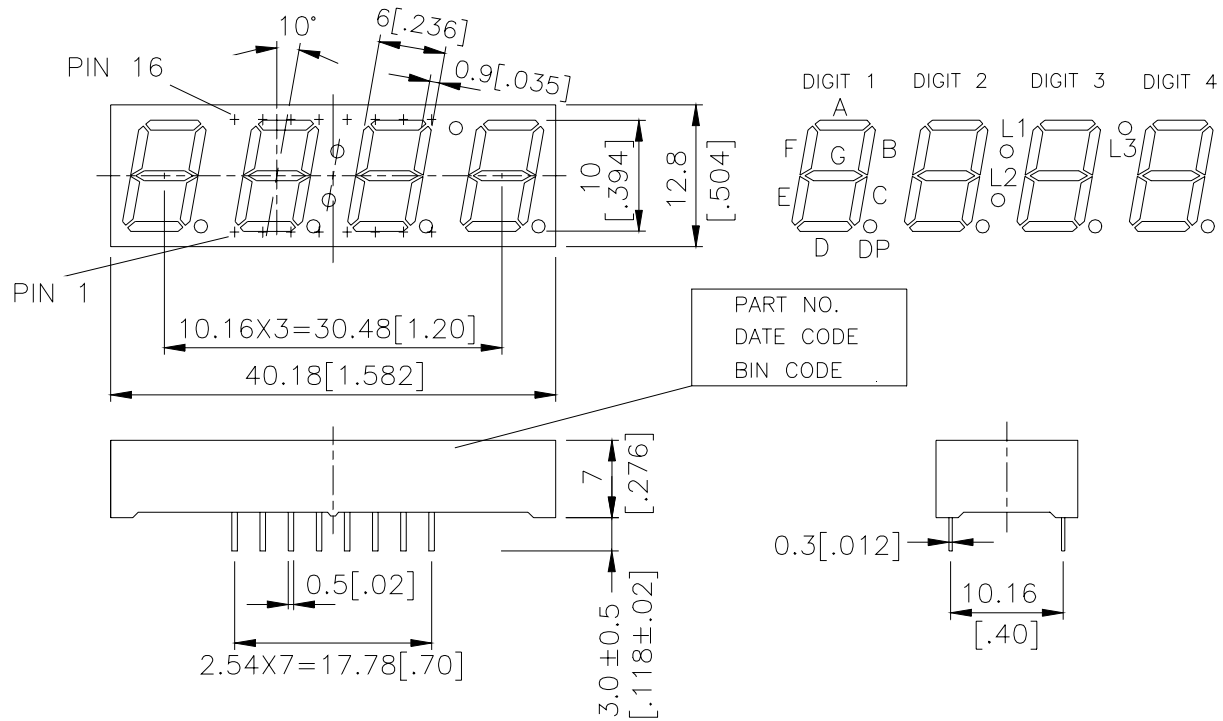 10°
6[.236]
PIN 16
0.9[.035]
10
[.394]
12.8
[.504]
PIN 1
10.16X3=30.48[1.20]
40.18[1.582]
DIGIT 1
DIGIT 2
DIGIT 3
DIGIT 4
A
F
G
B
E
C
D
DP
L1
L2
L3
PART NO.
DATE CODE
BIN CODE
7
[.276]
0.5[.02]
2.54X7=17.78[.70]
3.0±0.5
[.118±.02]
0.3[.012]
10.16
[.40]